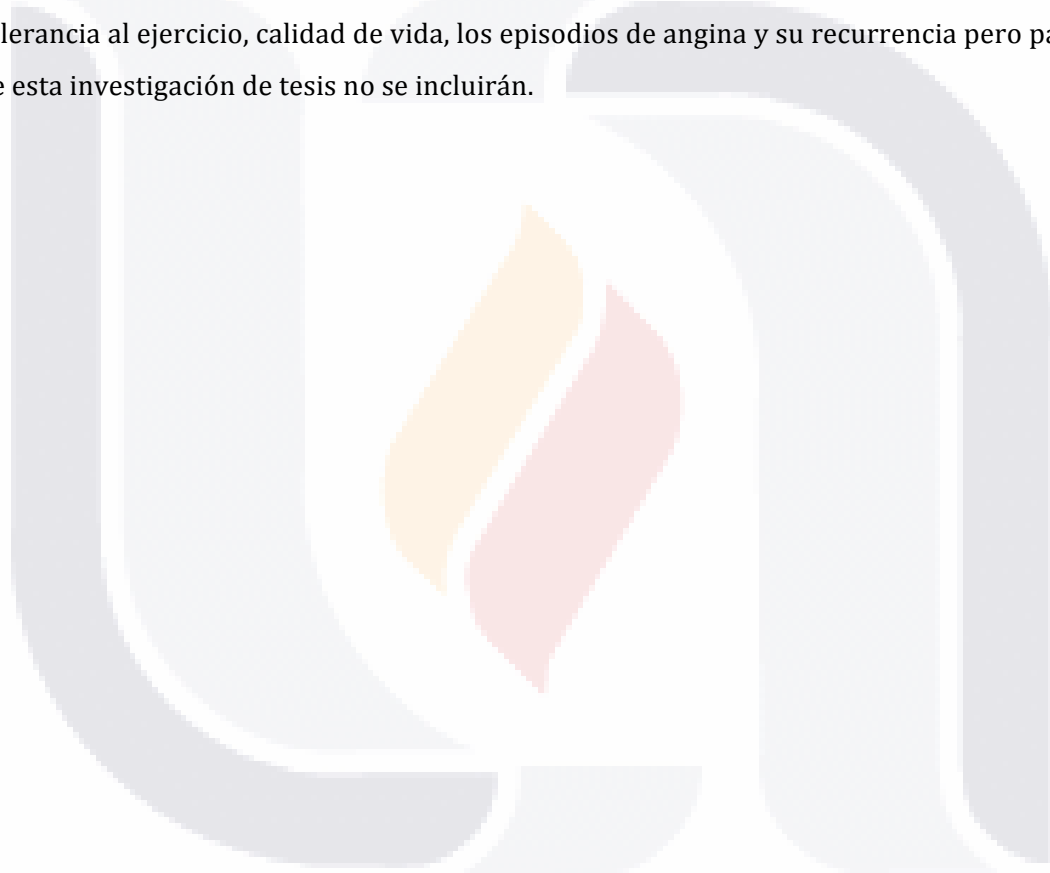 lerancia al ejercicio, calidad de vida, los episodios de angina y su recurrencia pero pa
e esta investigación de tesis no se incluirán.